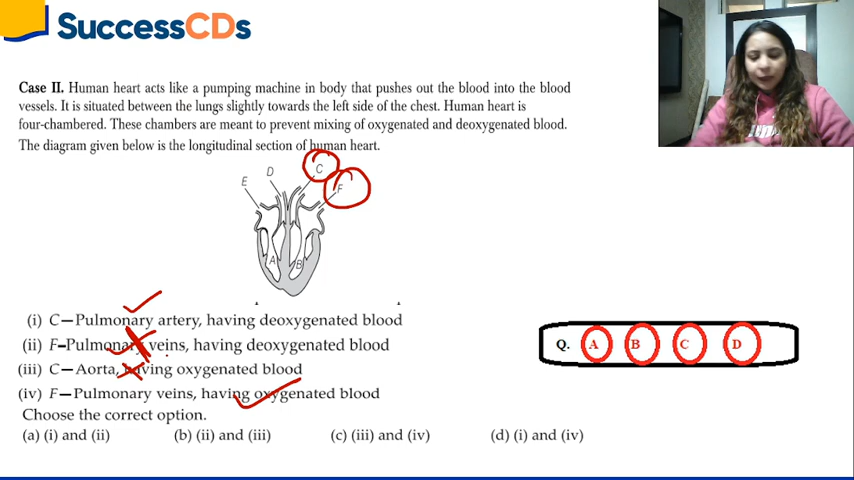 SuccessCDs
Case II. Human heart acts like a pumping machine in body that pushes out the blood into the blood
vessels. It is situated between the lungs slightly towards the left side of the chest. Human heart is
four-chambered. These chambers are meant to prevent mixing of oxygenated and deoxygenated blood.
The diagram given below is the longitudinal section of human heart.
C
D
E
F
A
B
(i) C—Pulmonary artery, having deoxygenated blood
(ii) F–Pulmonary veins, having deoxygenated blood
(iii) C—Aorta, having oxygenated blood
(iv) F—Pulmonary veins, having oxygenated blood
Choose the correct option.
(a) (i) and (ii) (b) (ii) and (iii) (c) (iii) and (iv) (d) (i) and (iv)
Q. A B C D